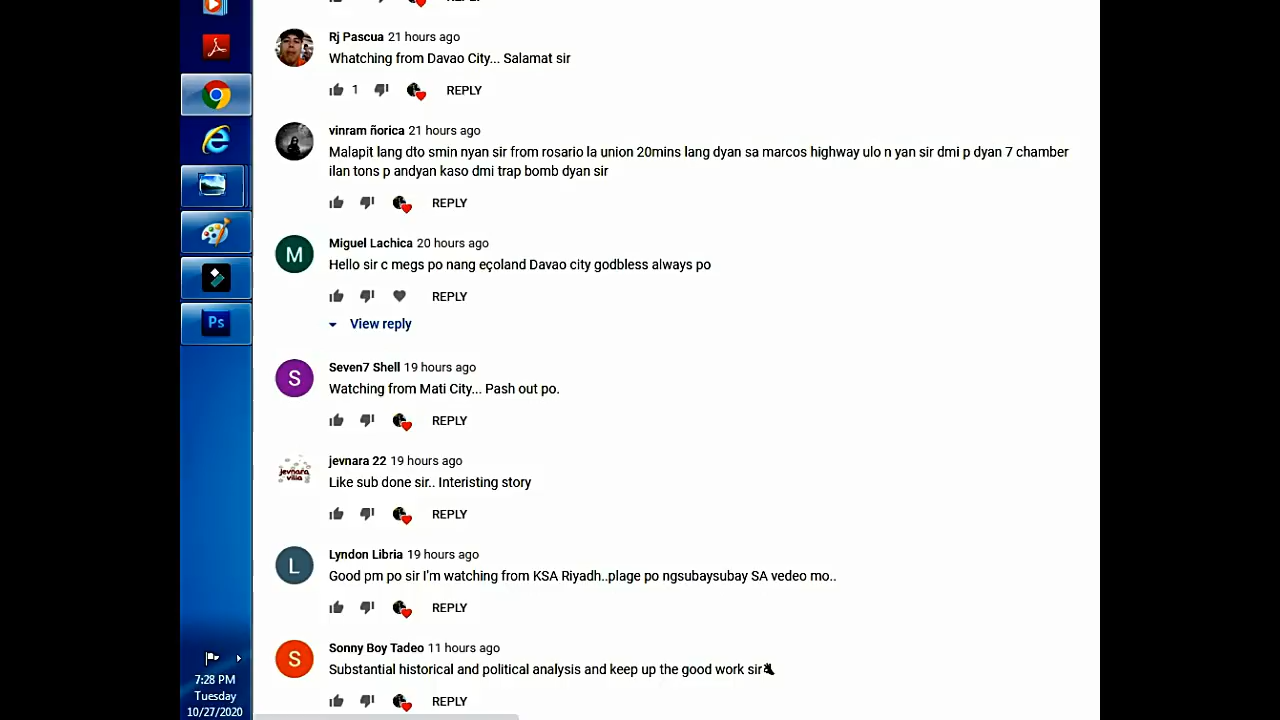 Rj Pascua 21 hours ago
Whatching from Davao City... Salamat sir
1 REPLY
vinram ñorica 21 hours ago
Malapit lang dto smin nyan sir from rosario la union 20mins lang dyan sa marcos highway ulo n yan sir dmi p dyan 7 chamber
ilan tons p andyan kaso dmi trap bomb dyan sir
REPLY
M
Miguel Lachica 20 hours ago
Hello sir c megs po nang eçoland Davao city godbless always po
REPLY
View reply
S
Seven7 Shell 19 hours ago
Watching from Mati City... Pash out po.
REPLY
jevnara 22 19 hours ago
jevnara
villa
Like sub done sir.. Interisting story
REPLY
L
Lyndon Libria 19 hours ago
Good pm po sir I'm watching from KSA Riyadh..plage po ngsubaysubay SA vedeo mo..
REPLY
S
Sonny Boy Tadeo 11 hours ago
Substantial historical and political analysis and keep up the good work sir
REPLY
Ps
7:28 PM
Tuesday
10/27/2020